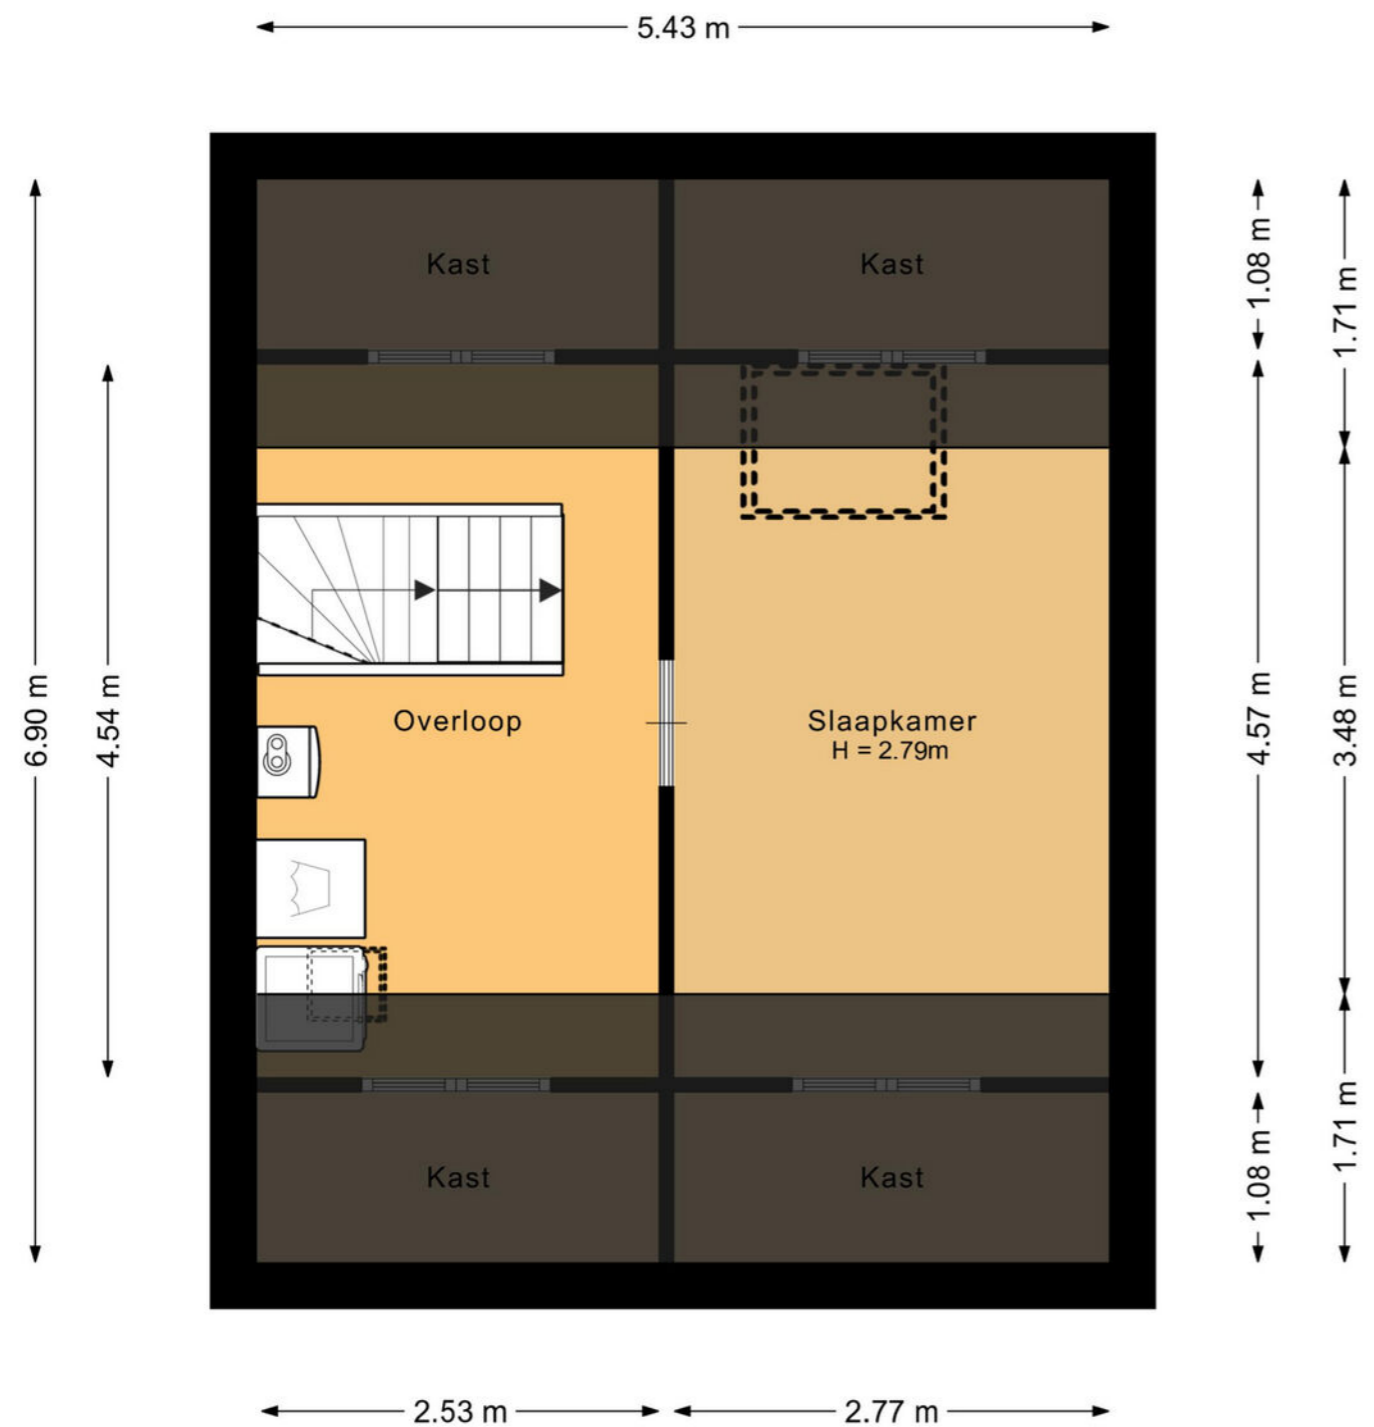 5.43 m
Kast
Kast
1.08 m
1.71 m
6.90 m
4.54 m
Overloop
Slaapkamer
H = 2.79m
4.57 m
3.48 m
Kast
Kast
1.08 m
1.71 m
2.53 m
2.77 m